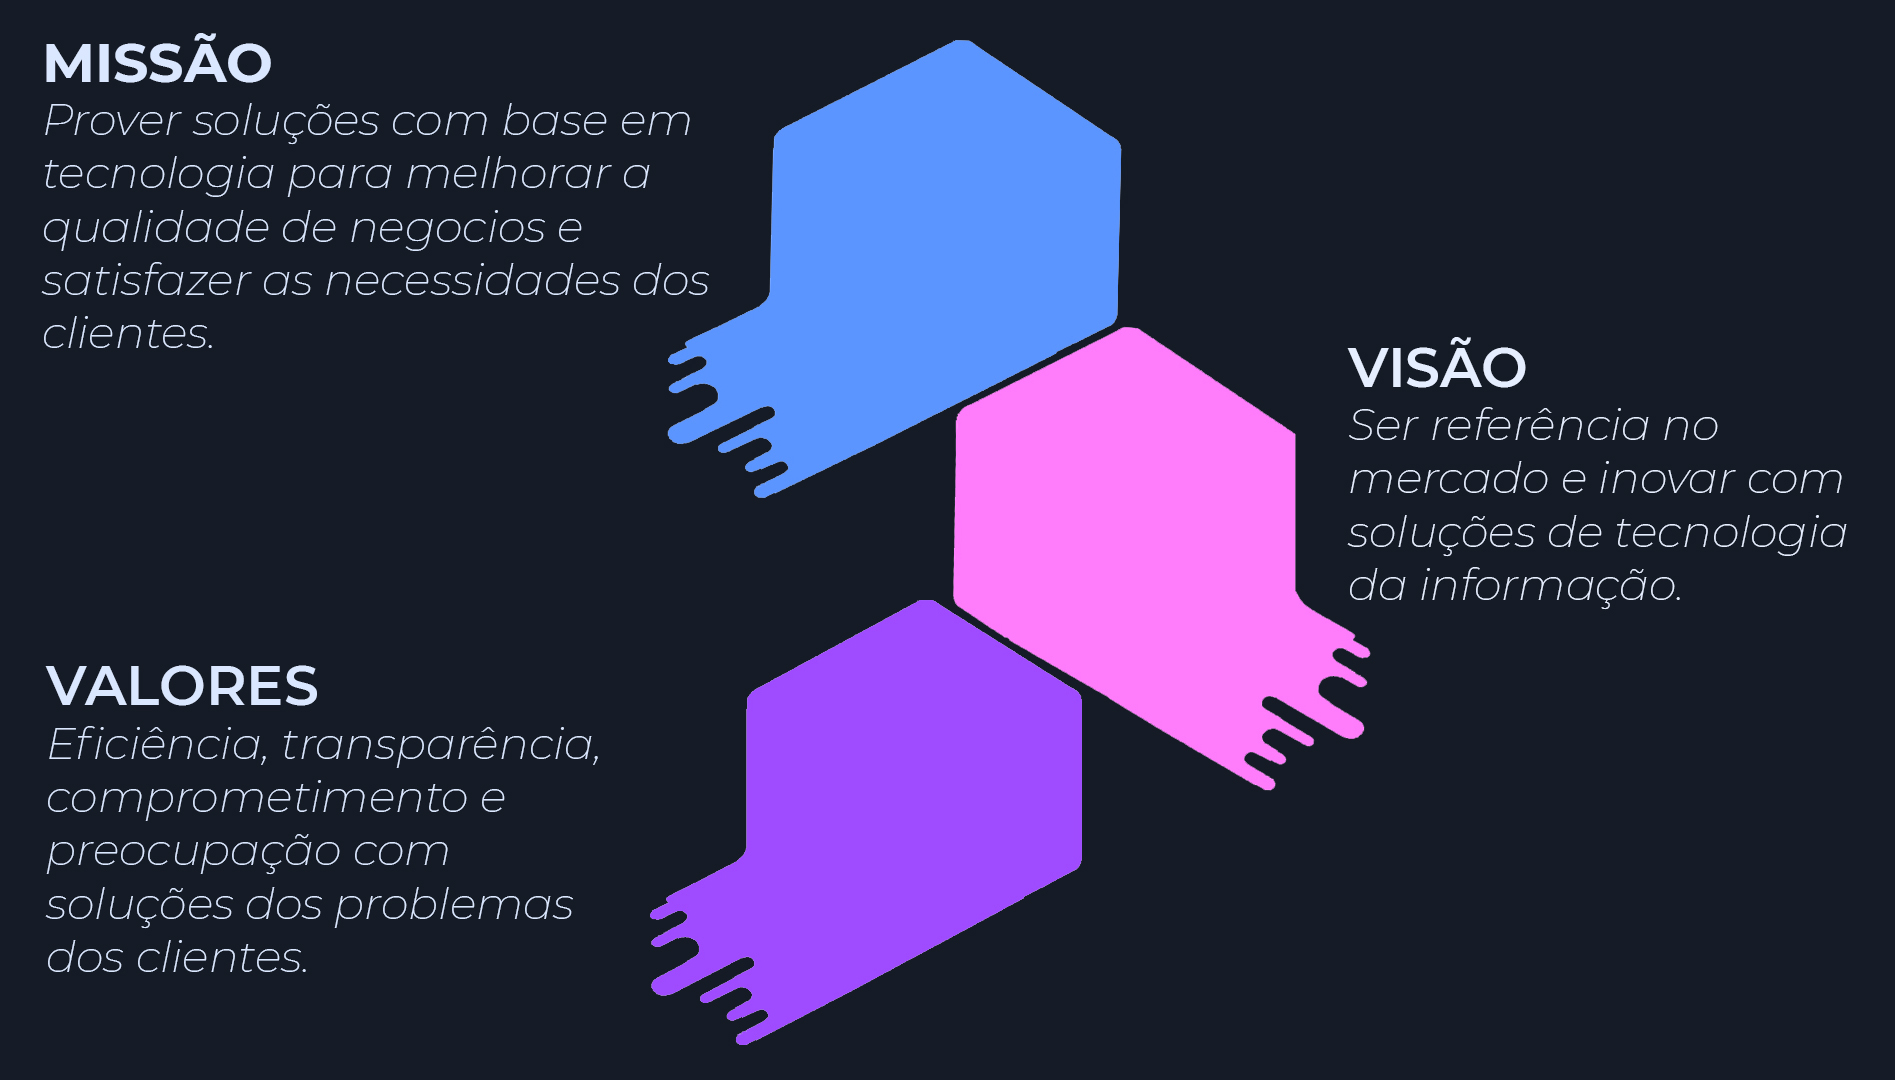 MISSÃO
Prover soluções com base em
tecnologia para melhorar a
qualidade de negocios e
satisfazer as necessidades dos
clientes.
VISÃO
Ser referência no
mercado e inovar com
soluções de tecnologia
da informação.
VALORES
Eficiência, transparência,
comprometimento e
preocupação com
soluções dos problemas
dos clientes.